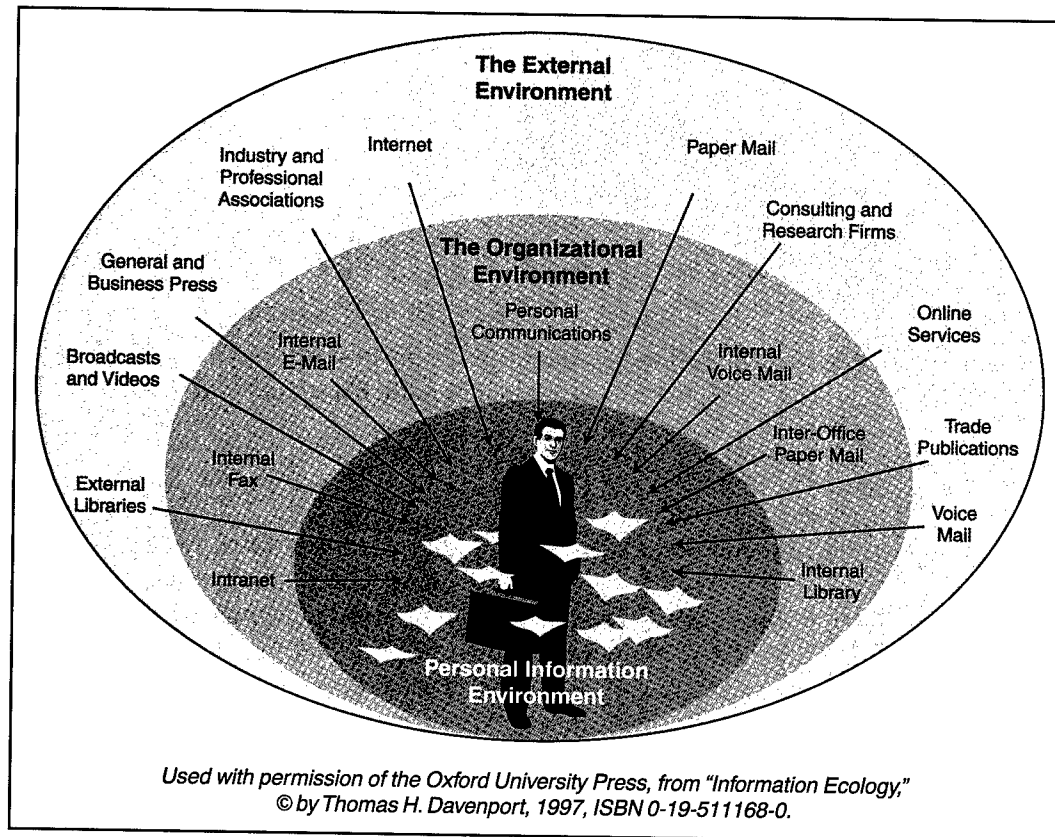 The External
Environment
Internet
Paper Mail
Industry and
Professional
Associations
Consulting and
Research Firms
The Organizational
Environment
General and
Business Press
Personal
Communications
Online
Services
Internal
E-Mail
Internal
Voice Mail
Broadcasts
and Videos
Trade
Publications
Inter-Office
Paper Mail
Internal
Fax
External
Libraries
Voice
Mail
Intranet
Internal
Library
Personal Information
Environment
Used with permission of the Oxford University Press, from "Information Ecology,"
© by Thomas H. Davenport, 1997, ISBN 0-19-511168-0.